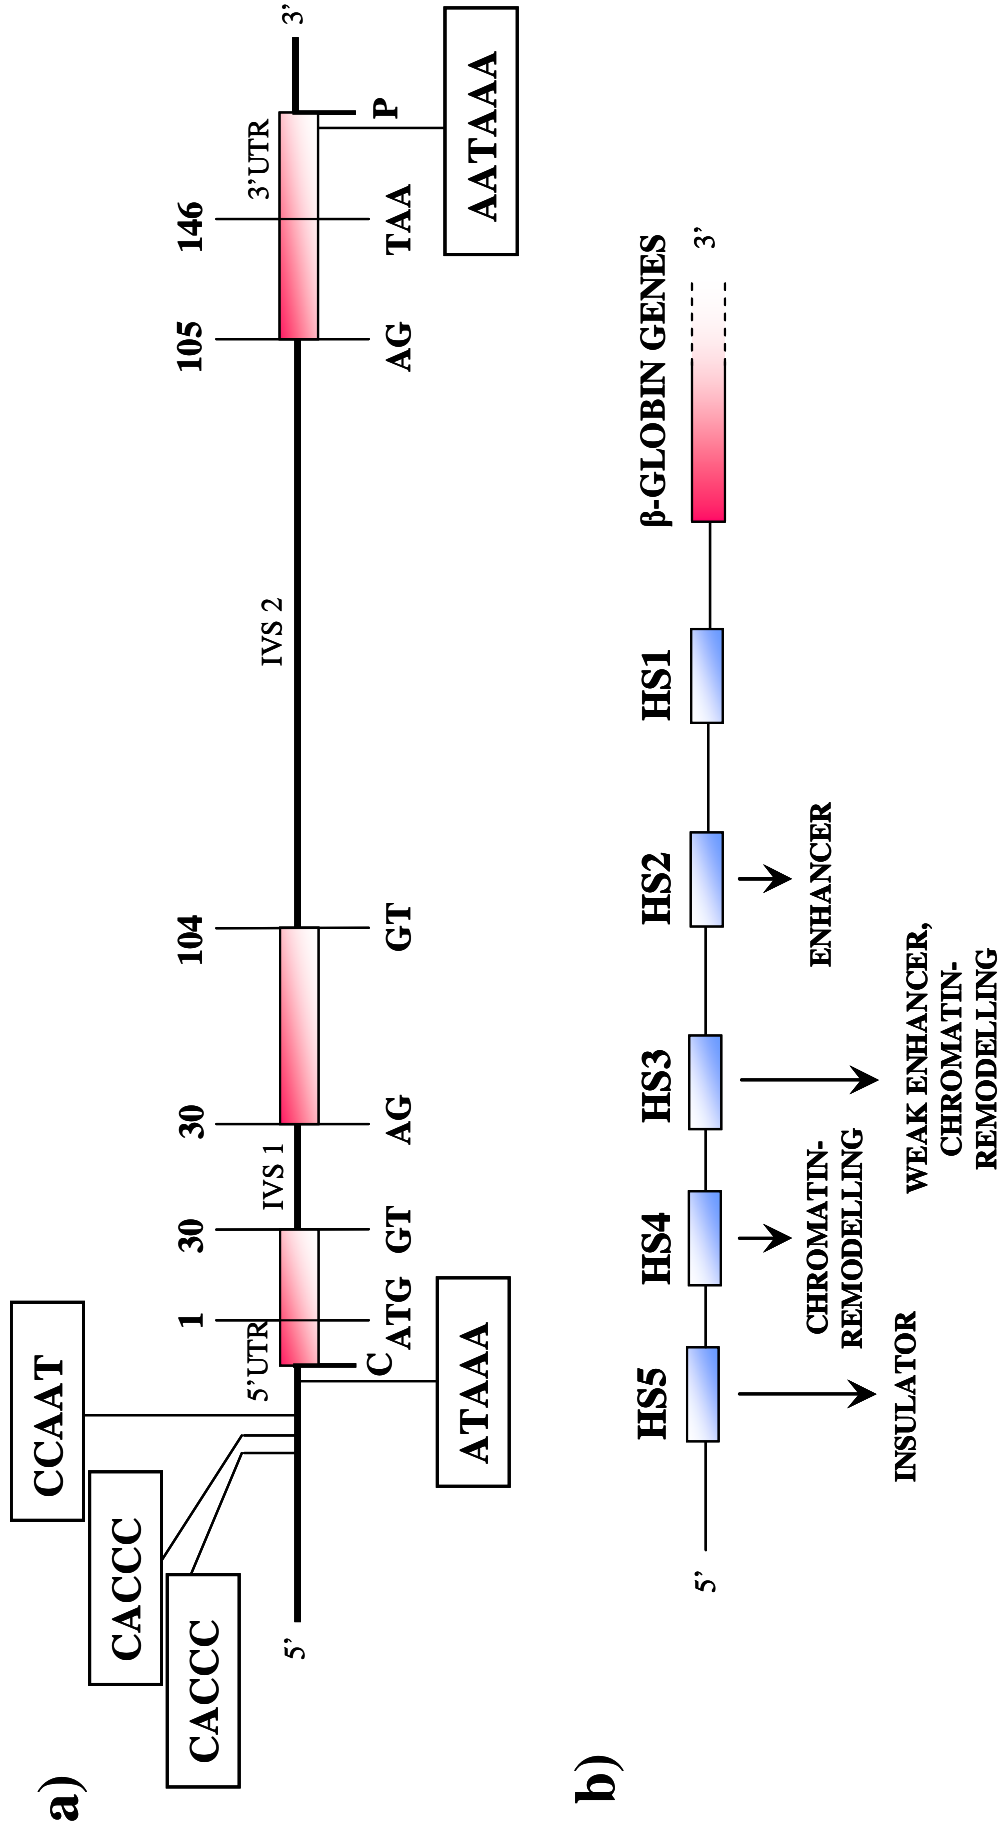 a)
CCAAT
CACCC
CACCC
1
30
30
104
105
146
5'UTR
IVS 1
IVS 2
3'UTR
5'
3'
C
ATG
GT
AG
GT
AG
TAA
P
ATAAA
AATAAA
b)
HS5
HS4
HS3
HS2
HS1
β-GLOBIN GENES
5'
3'
INSULATOR
CHROMATIN-
REMODELLING
WEAK ENHANCER,
CHROMATIN-
REMODELLING
ENHANCER